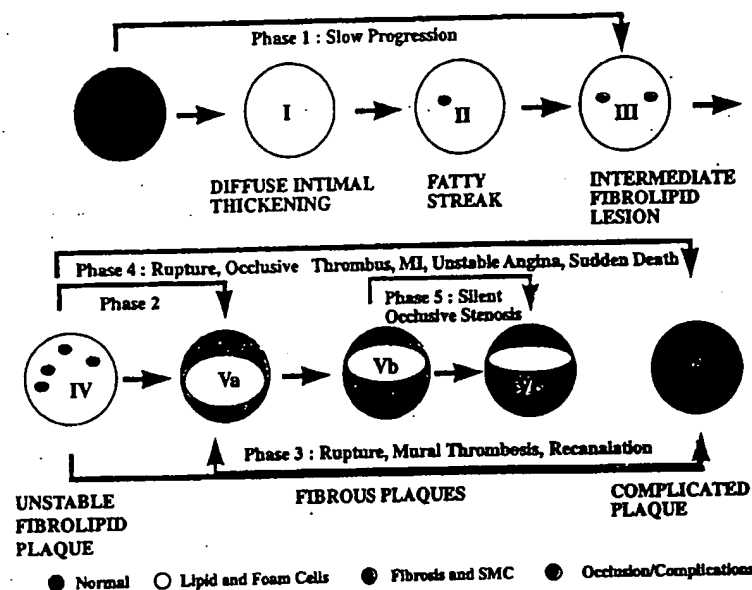 Phase 1 : Slow Progression
I
II
III
DIFFUSE INTIMAL THICKENING
FATTY STREAK
INTERMEDIATE FIBROLIPID LESION
Phase 4 : Rupture, Occlusive Thrombus, MI, Unstable Angina, Sudden Death
Phase 2
Phase 5 : Silent Occlusive Stenosis
IV
Va
Vb
Phase 3 : Rupture, Mural Thrombosis, Recanalation
UNSTABLE FIBROLIPID PLAQUE
FIBROUS PLAQUES
COMPLICATED PLAQUE
Normal
Lipid and Foam Cells
Fibrosis and SMC
Occlusion/Complications